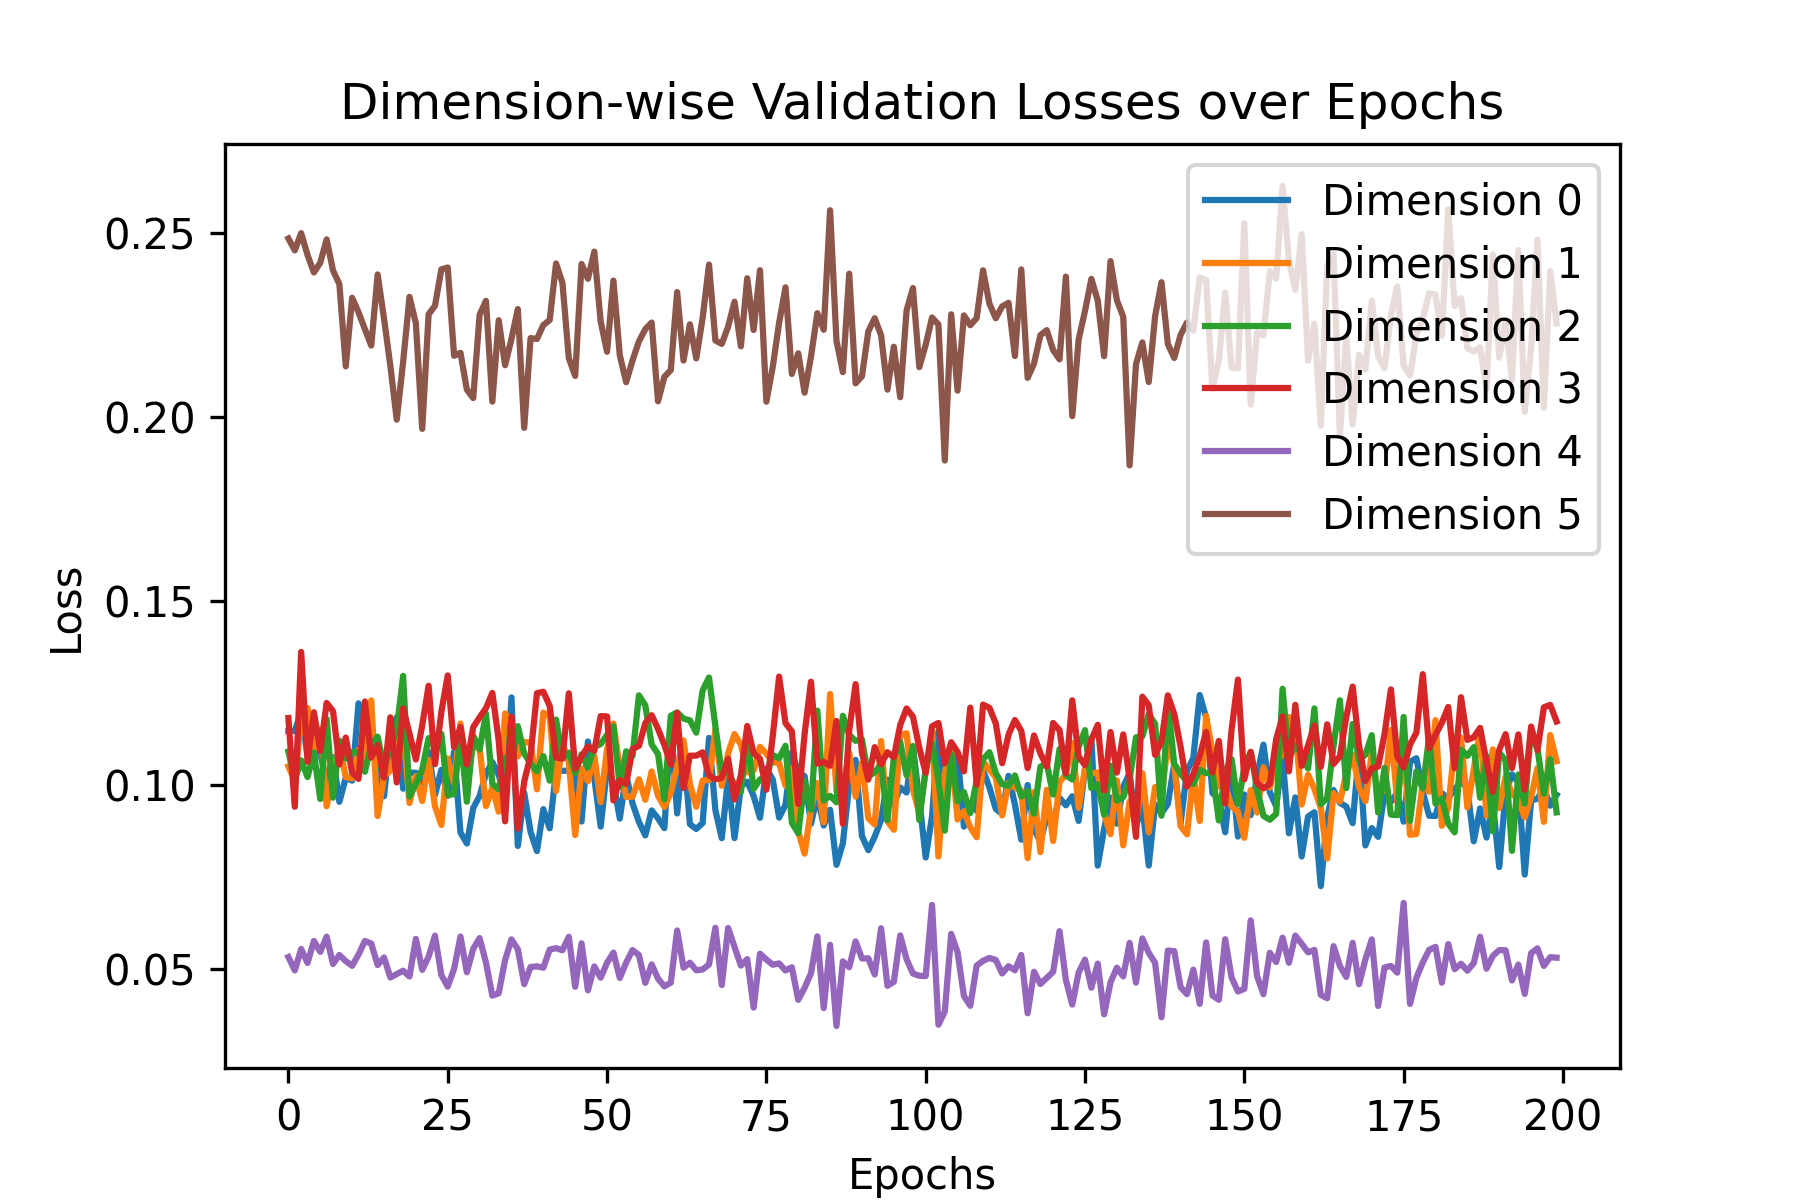 Dimension-wise Validation Losses over Epochs
Dimension 0
Dimension 1
Dimension 2
Dimension 3
Dimension 4
Dimension 5
0.25
0.20
0.15
0.10
0.05
Loss
0 25 50 75 100 125 150 175 200
Epochs